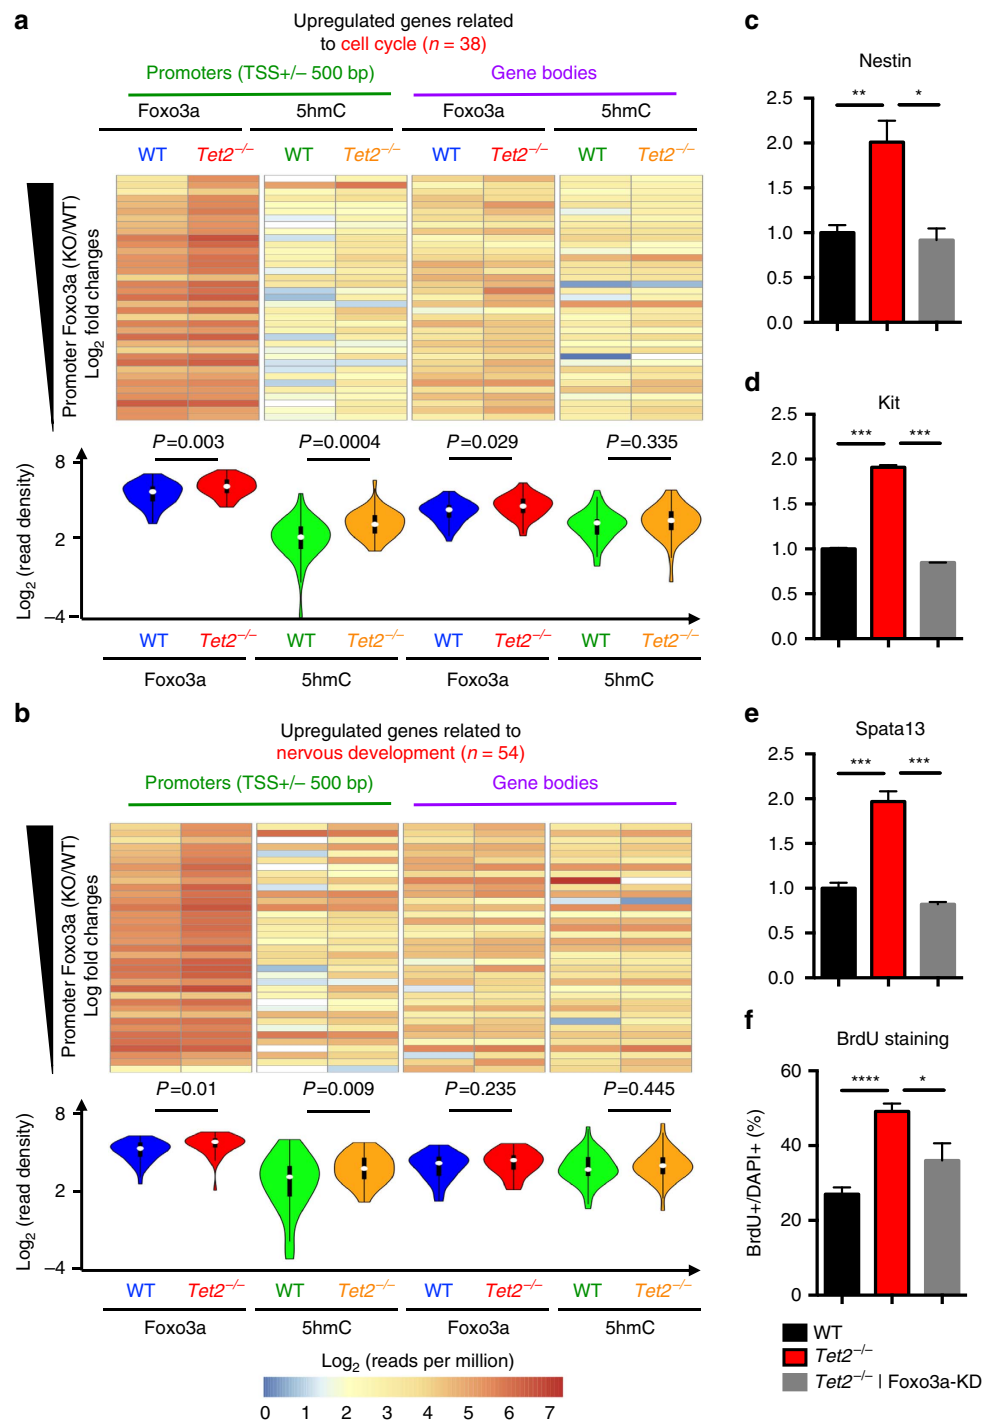 a
Upregulated genes related
to cell cycle (n = 38)
Promoters (TSS+/– 500 bp)
Gene bodies
Foxo3a
5hmC
Foxo3a
5hmC
WT
Tet2–/–
WT
Tet2–/–
WT
Tet2–/–
WT
Tet2–/–
Promoter Foxo3a (KO/WT)
Log2 fold changes
P=0.003
P=0.0004
P=0.029
P=0.335
Log2 (read density)
8
2
–4
WT
Tet2–/–
WT
Tet2–/–
WT
Tet2–/–
WT
Tet2–/–
Foxo3a
5hmC
Foxo3a
5hmC
b
Upregulated genes related to
nervous development (n = 54)
Promoters (TSS+/– 500 bp)
Gene bodies
Promoter Foxo3a (KO/WT)
Log fold changes
P=0.01
P=0.009
P=0.235
P=0.445
Log2 (read density)
8
2
–4
WT
Tet2–/–
WT
Tet2–/–
WT
Tet2–/–
WT
Tet2–/–
Foxo3a
5hmC
Foxo3a
5hmC
Log2 (reads per million)
0 1 2 3 4 5 6 7
c
Nestin
2.5
2.0
1.5
1.0
0.5
0.0
**
*
d
Kit
2.5
2.0
1.5
1.0
0.5
0.0
***
***
e
Spata13
2.5
2.0
1.5
1.0
0.5
0.0
***
***
f
BrdU staining
BrdU+/DAPI+ (%)
60
40
20
0
****
*
WT
Tet2–/–
Tet2–/– | Foxo3a-KD